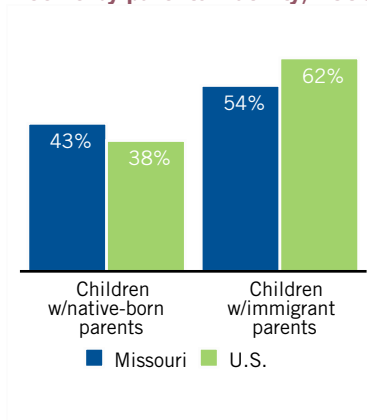 43%
38%
54%
62%
Children
w/native-born
parents
Children
w/immigrant
parents
Missouri
U.S.